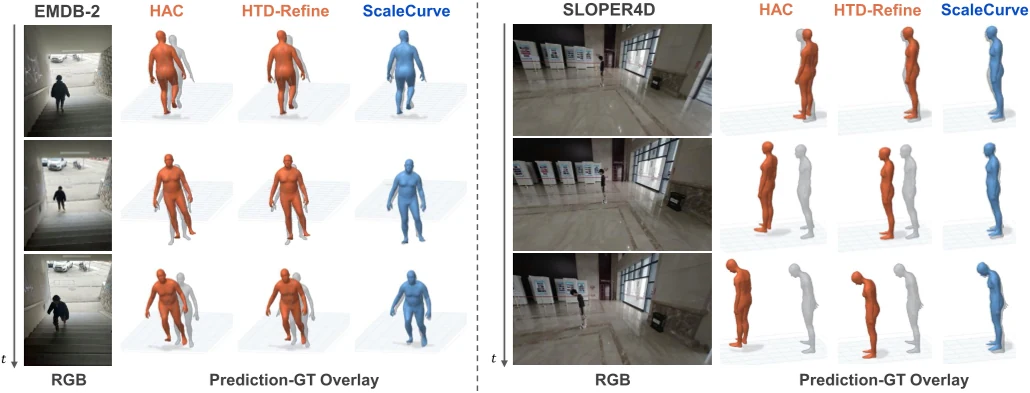 EMDB-2 HAC HTD-Refine ScaleCurve
SLOPER4D HAC HTD-Refine ScaleCurve
t
RGB Prediction-GT Overlay
t
RGB Prediction-GT Overlay